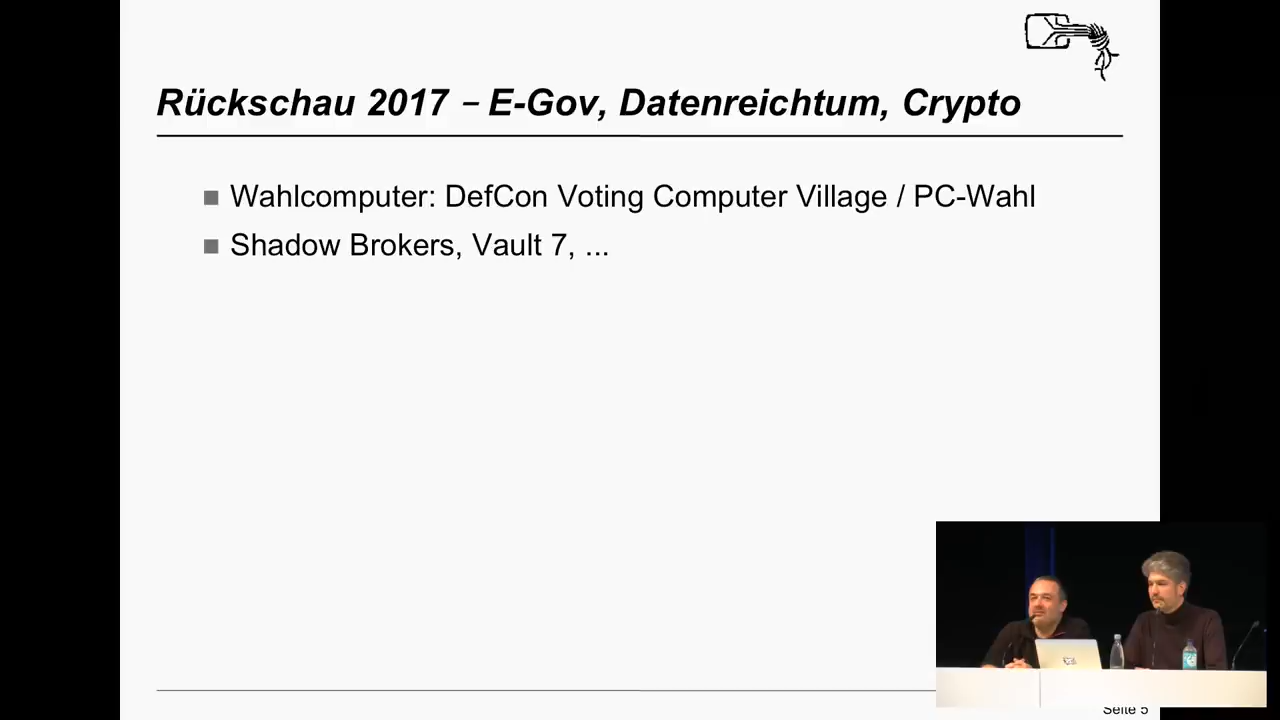 Rückschau 2017 – E-Gov, Datenreichtum, Crypto
Wahlcomputer: DefCon Voting Computer Village / PC-Wahl
Shadow Brokers, Vault 7, ...
Seite 5